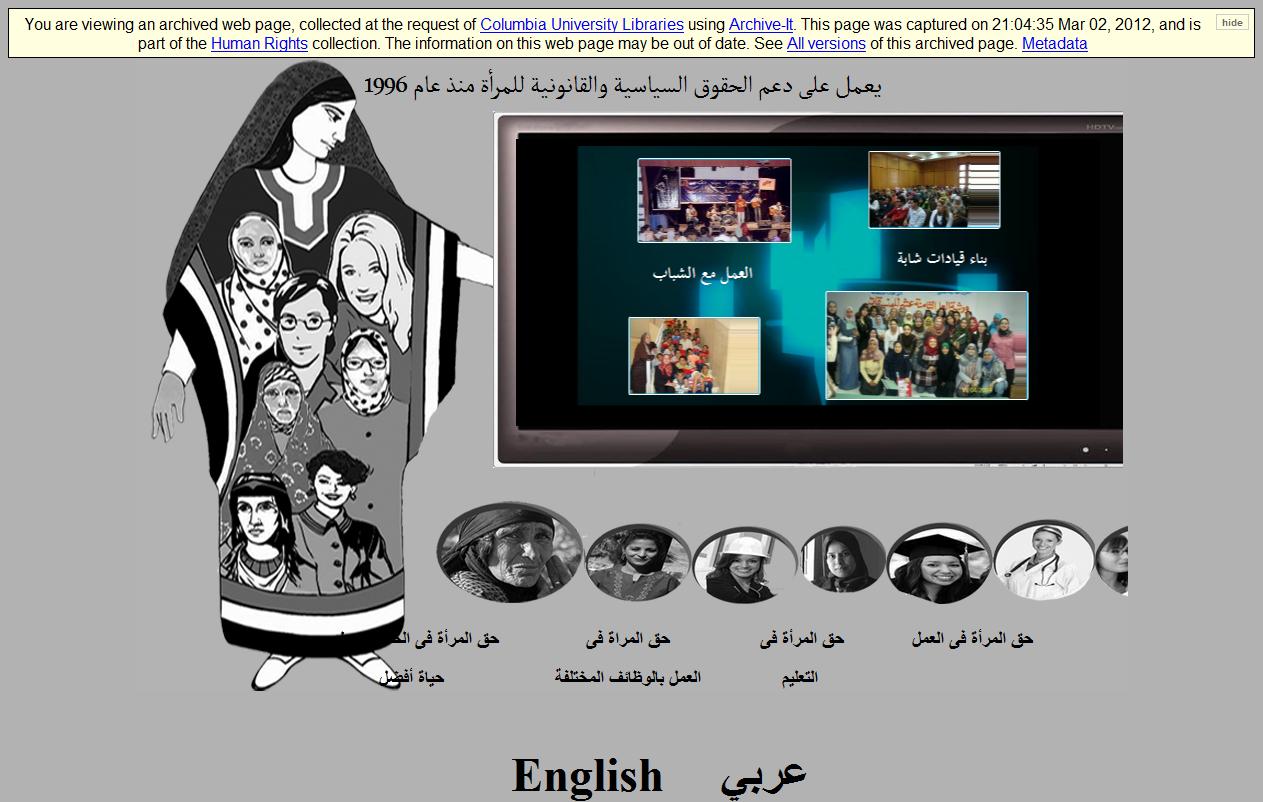 You are viewing an archived web page, collected at the request of Columbia University Libraries using Archive-It. This page was captured on 21:04:35 Mar 02, 2012, and is
hide
part of the Human Rights collection. The information on this web page may be out of date. See All versions of this archived page. Metadata
يعمل على دعم الحقوق السياسية والقانونية للمرأة منذ عام 1996
HDTV
بناء قيادات شابة
العمل مع الشباب
حق المرأة فى العمل
حق المرأة فى
حق المراة فى
حق المرأة فى
التعليم
العمل بالوظائف المختلفة
حياة أفضل
English عربي